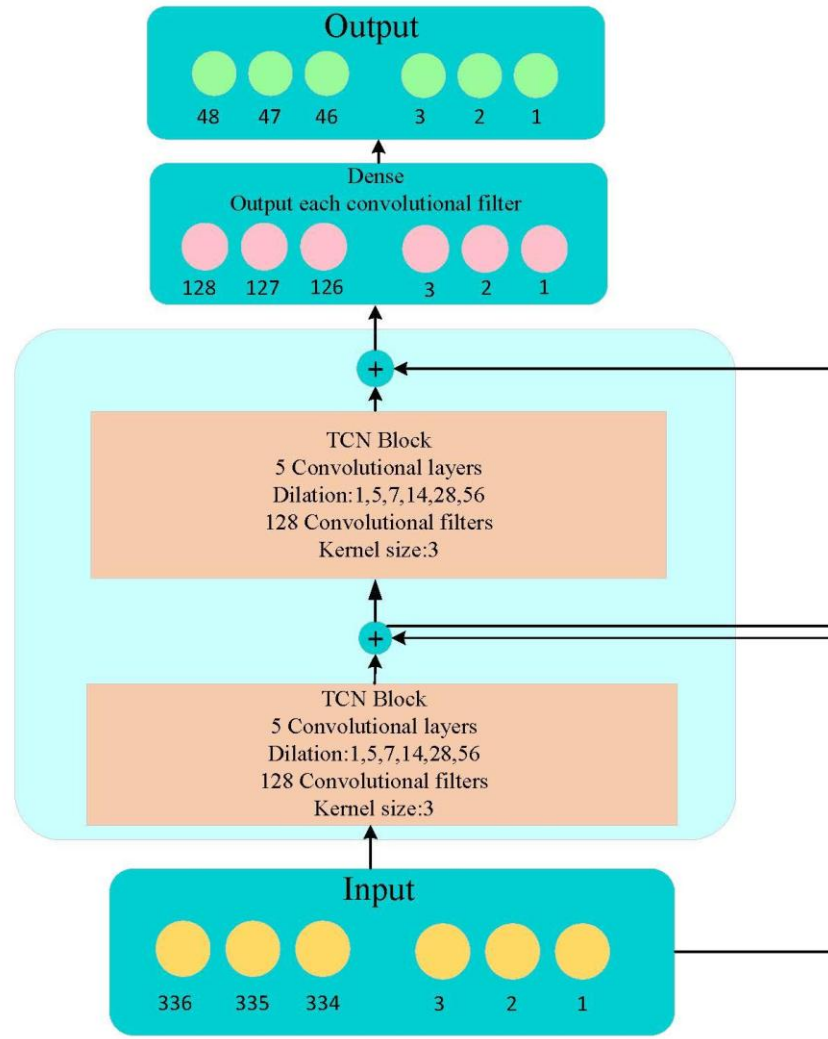 Output
48 47 46 3 2 1
Dense
Output each convolutional filter
128 127 126 3 2 1
+
TCN Block
5 Convolutional layers
Dilation:1,5,7,14,28,56
128 Convolutional filters
Kernel size:3
+
TCN Block
5 Convolutional layers
Dilation:1,5,7,14,28,56
128 Convolutional filters
Kernel size:3
Input
336 335 334 3 2 1